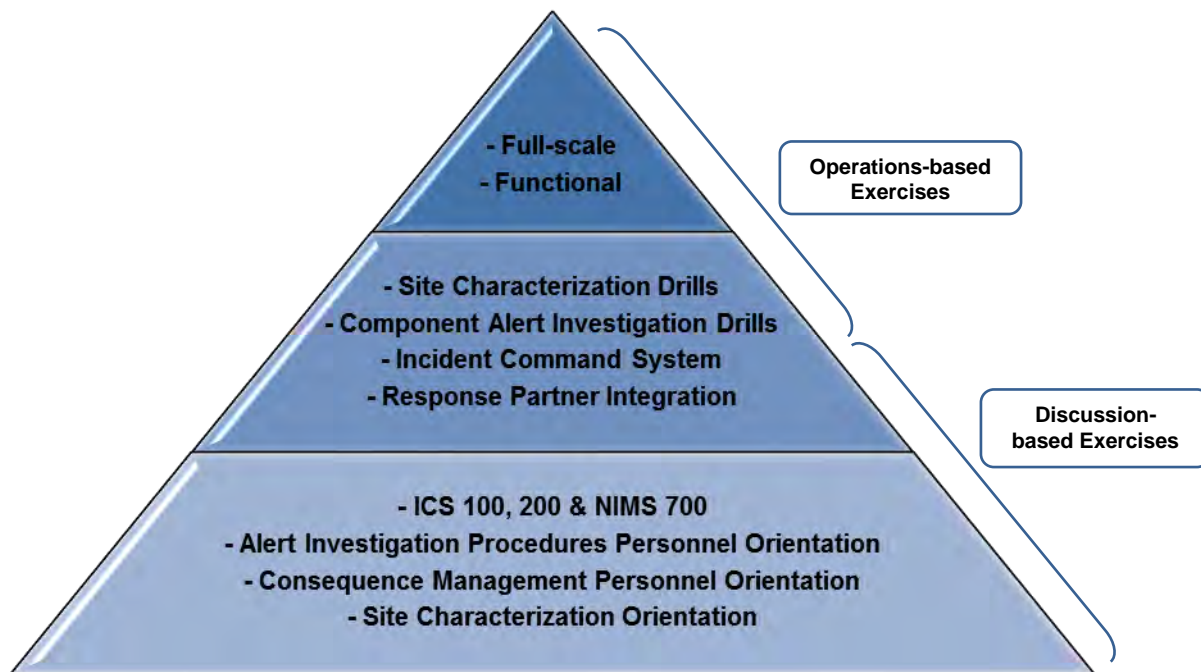 - Full-scale
- Functional
Operations-based
Exercises
- Site Characterization Drills
- Component Alert Investigation Drills
- Incident Command System
- Response Partner Integration
Discussion-
based Exercises
- ICS 100, 200 & NIMS 700
- Alert Investigation Procedures Personnel Orientation
- Consequence Management Personnel Orientation
- Site Characterization Orientation